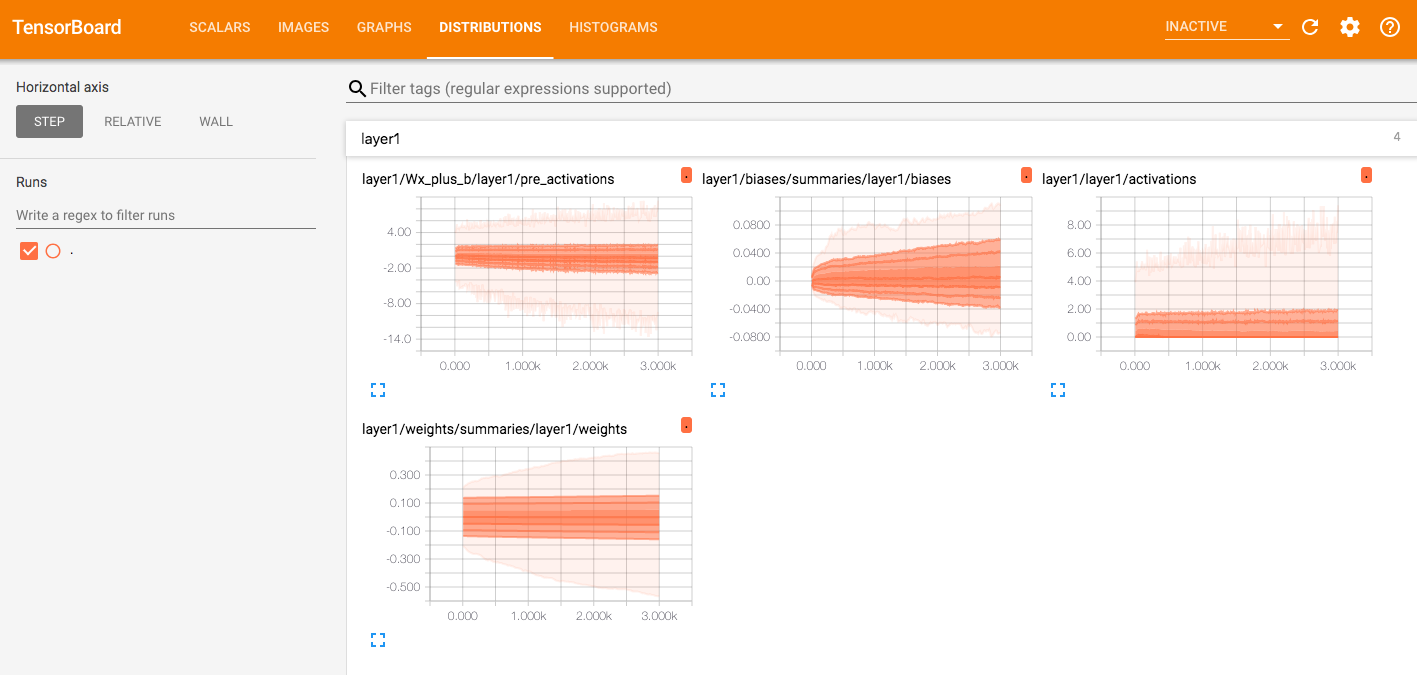 TensorBoard SCALARS IMAGES GRAPHS DISTRIBUTIONS HISTOGRAMS INACTIVE
Horizontal axis
STEP RELATIVE WALL
Runs
Write a regex to filter runs
.
Filter tags (regular expressions supported)
layer1 4
layer1/Wx_plus_b/layer1/pre_activations .
4.00
-2.00
-8.00
-14.0
0.000 1.000k 2.000k 3.000k
layer1/biases/summaries/layer1/biases .
0.0800
0.0400
0.00
-0.0400
-0.0800
0.000 1.000k 2.000k 3.000k
layer1/layer1/activations .
8.00
6.00
4.00
2.00
0.00
0.000 1.000k 2.000k 3.000k
layer1/weights/summaries/layer1/weights .
0.300
0.100
-0.100
-0.300
-0.500
0.000 1.000k 2.000k 3.000k